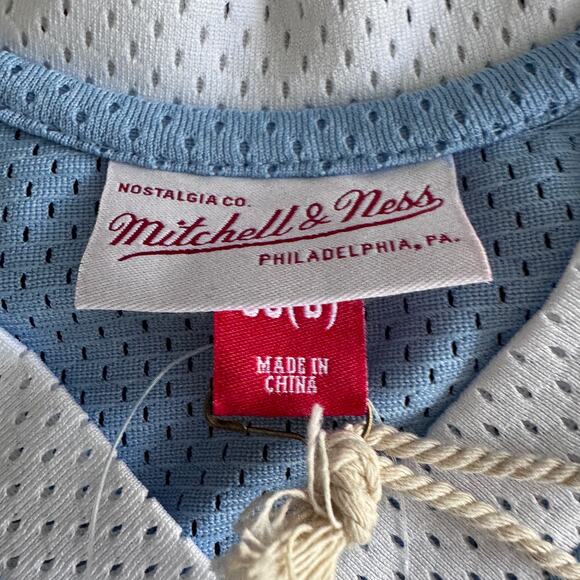 NOSTALGIA CO.
Mitchell & Ness
PHILADELPHIA, PA.
MADE IN
CHINA